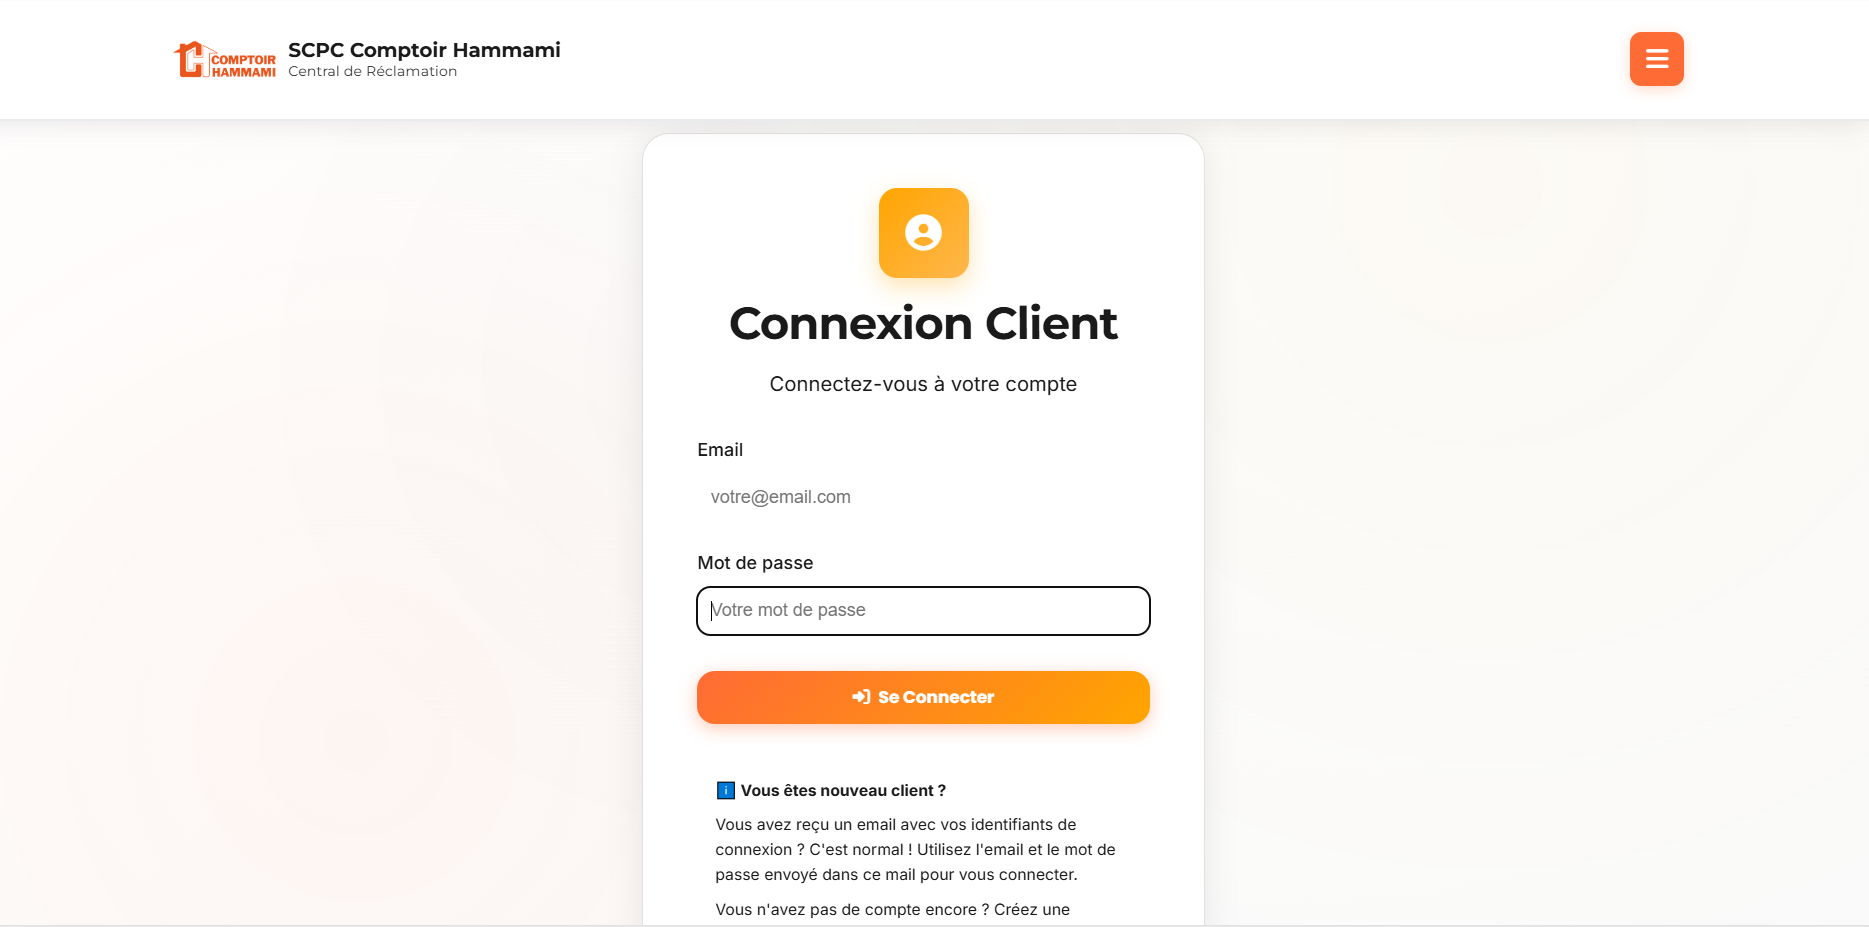 COMPTOIR
HAMMAMI
SCPC Comptoir Hammami
Central de Réclamation
Connexion Client
Connectez-vous à votre compte
Email
votre@email.com
Mot de passe
Votre mot de passe
Se Connecter
i Vous êtes nouveau client ?
Vous avez reçu un email avec vos identifiants de
connexion ? C'est normal ! Utilisez l'email et le mot de
passe envoyé dans ce mail pour vous connecter.
Vous n'avez pas de compte encore ? Créez une